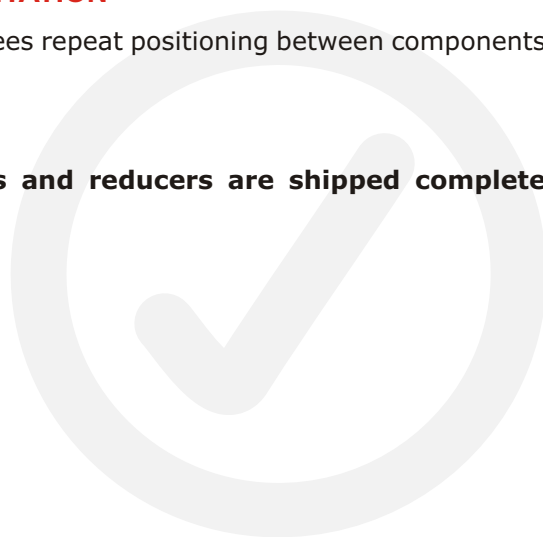 ees repeat positioning between components
s and reducers are shipped complete